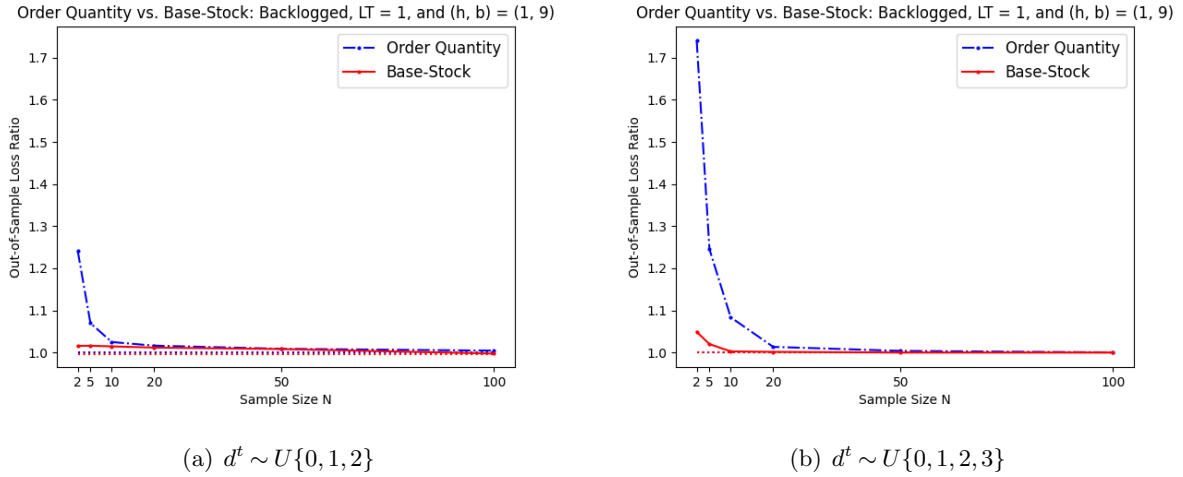 Order Quantity vs. Base-Stock: Backlogged, LT = 1, and (h, b) = (1, 9)
Order Quantity
Base-Stock
1.7
1.6
1.5
1.4
1.3
1.2
1.1
1.0
Out-of-Sample Loss Ratio
2 5 10 20 50 100
Sample Size N
(a) d^t ∼ U{0, 1, 2}
Order Quantity vs. Base-Stock: Backlogged, LT = 1, and (h, b) = (1, 9)
Order Quantity
Base-Stock
1.7
1.6
1.5
1.4
1.3
1.2
1.1
1.0
Out-of-Sample Loss Ratio
2 5 10 20 50 100
Sample Size N
(b) d^t ∼ U{0, 1, 2, 3}